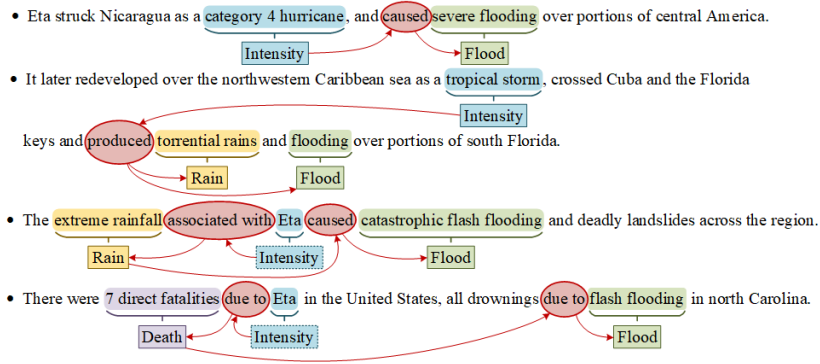 • Eta struck Nicaragua as a category 4 hurricane, and caused severe flooding over portions of central America.
Intensity Flood
• It later redeveloped over the northwestern Caribbean sea as a tropical storm, crossed Cuba and the Florida
Intensity
keys and produced torrential rains and flooding over portions of south Florida.
Rain Flood
• The extreme rainfall associated with Eta caused catastrophic flash flooding and deadly landslides across the region.
Rain Intensity Flood
• There were 7 direct fatalities due to Eta in the United States, all drownings due to flash flooding in north Carolina.
Death Intensity Flood